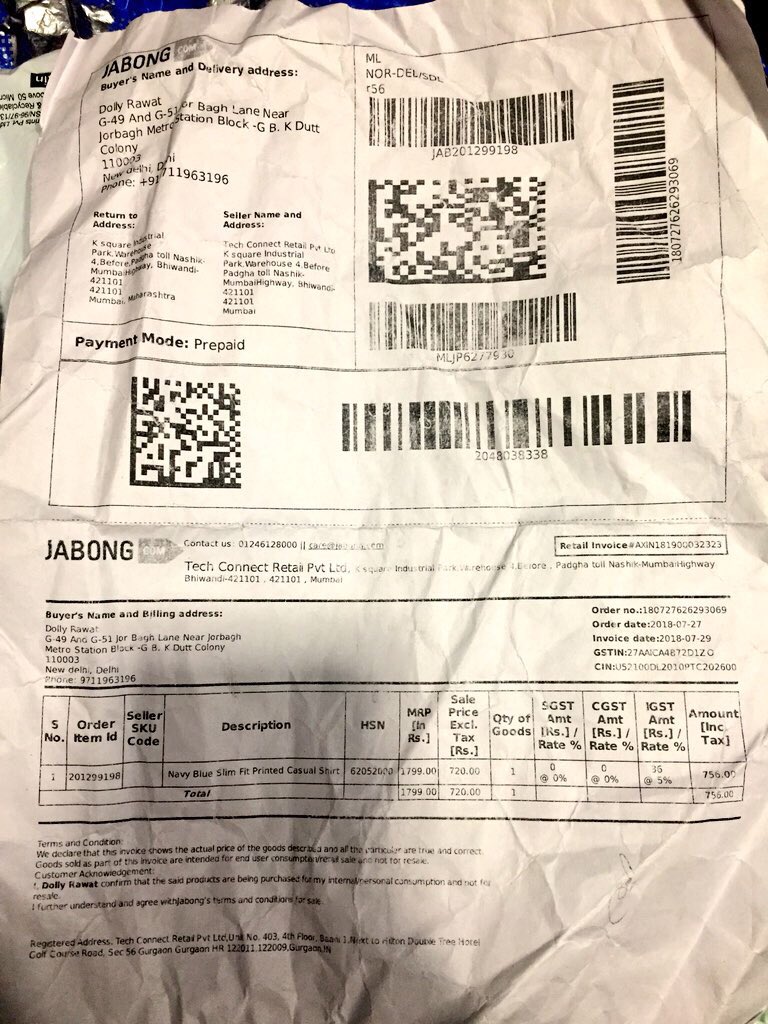 JABONG.COM
Buyer's Name and Delivery address:
Dolly Rawat
G-49 And G-51 Jor Bagh Lane Near
Jorbagh Metro Station Block -G B. K Dutt
Colony
110003
New delhi, Delhi
Phone: +919711963196
Return to
Address:
K square Industrial
Park,Warehouse
4,Before,Padgha toll Nashik-
MumbaiHighway, Bhiwandi-
421101
421101
Mumbai, Maharashtra
Seller Name and
Address:
Tech Connect Retail Pvt Ltd
K square Industrial
Park,Warehouse 4,Before
Padgha toll Nashik-
MumbaiHighway, Bhiwandi-
421101
421101
Mumbai
Payment Mode: Prepaid
ML
NOR-DEL/SDL
r56
JAB201299198
180727626293069
MLJP6277930
2048038338
JABONG.COM
Contact us: 01246128000 ||
Retail Invoice#AXIN181900032323
Tech Connect Retail Pvt Ltd, K square Industrial Park,Warehouse 4,Before , Padgha toll Nashik-MumbaiHighway
Bhiwandi-421101 , 421101 , Mumbai
Buyer's Name and Billing address:
Dolly Rawat
G-49 And G-51 Jor Bagh Lane Near Jorbagh
Metro Station Block -G B. K Dutt Colony
110003
New delhi, Delhi
Phone: 9711963196
Order no.:180727626293069
Order date:2018-07-27
Invoice date:2018-07-29
GSTIN:27AAICA4872D1ZO
CIN:U52100DL2010PTC202600
S No. Order Item Id Seller SKU Code Description HSN MRP [In Rs.] Sale Price Excl. Tax [Rs.] Qty of Goods SGST Amt [Rs.] / Rate % CGST Amt [Rs.] / Rate % IGST Amt [Rs.] / Rate % Amount [Inc. Tax]
1 201299198 Navy Blue Slim Fit Printed Casual Shirt 62052000 1799.00 720.00 1 0 @ 0% 0 @ 0% 36 @ 5% 756.00
Total 1799.00 720.00 1 756.00
Terms and Condition:
We declare that this invoice shows the actual price of the goods described and all the particular are true and correct.
Goods sold as part of this invoice are intended for end user consumption/retail sale and not for resale.
Customer Acknowledgement:
I, Dolly Rawat confirm that the said products are being purchased for my internal/personal consumption and not for
resale.
I further understand and agree withJabong's terms and conditions for sale.
Registered Address: Tech Connect Retail Pvt Ltd,Unit No. 403, 4th Floor, Baani 1,Next to Hilton Double Tree Hotel
Golf Course Road, Sec 56 Gurgaon Gurgaon HR 122011,122009,Gurgaon,IN